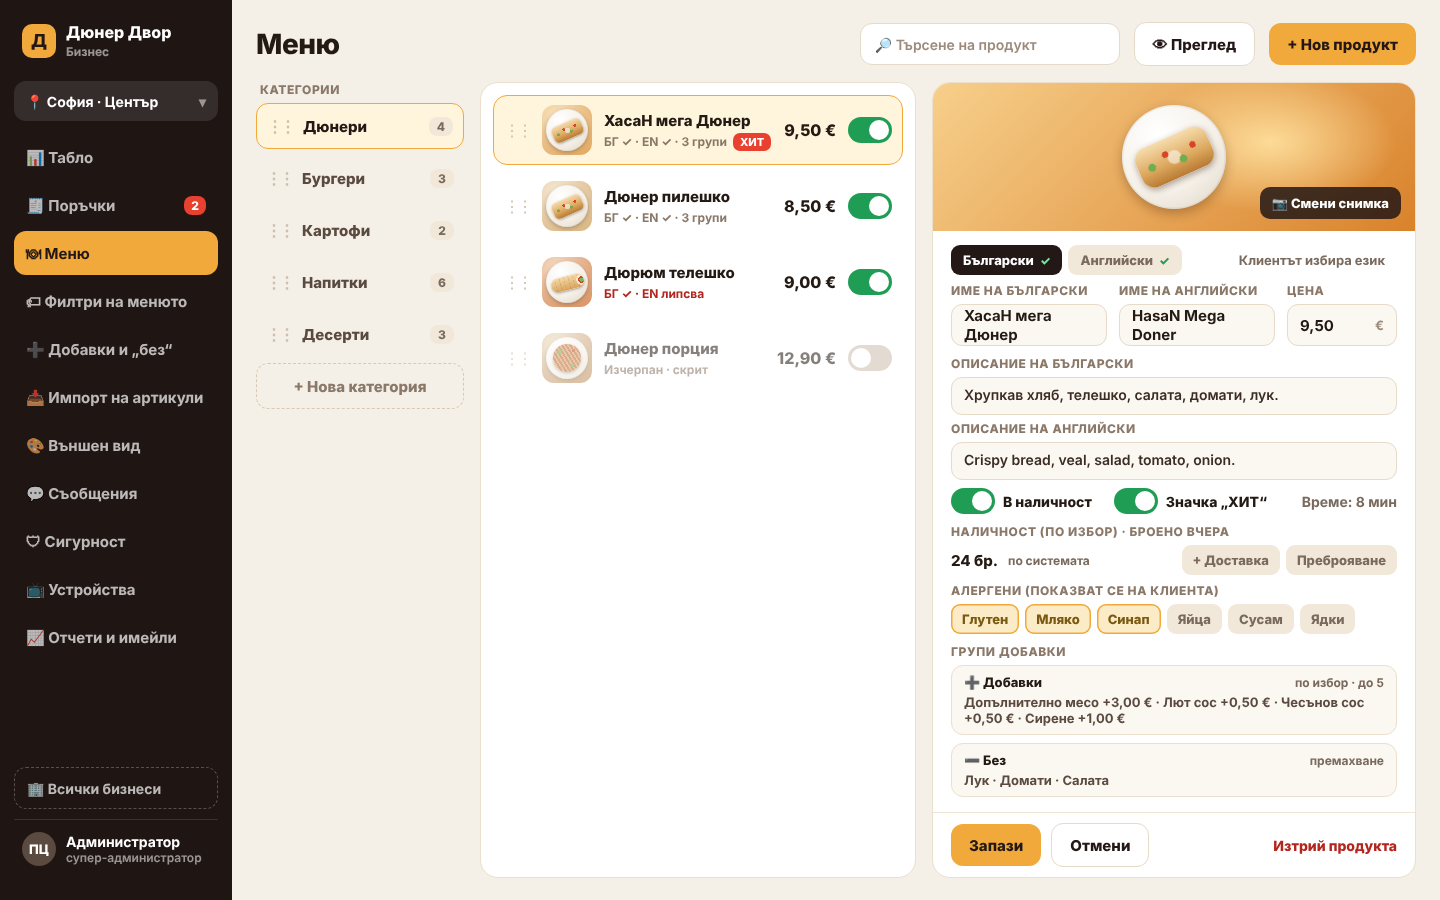 Д
Дюнер Двор
Бизнес
📍 София · Център ▾
📊 Табло
🧾 Поръчки 2
🍽 Меню
🏷 Филтри на менюто
➕ Добавки и „без“
📥 Импорт на артикули
🎨 Външен вид
💬 Съобщения
🛡 Сигурност
📺 Устройства
📈 Отчети и имейли
🏢 Всички бизнеси
ПЦ
Администратор
супер-администратор
Меню
🔎 Търсене на продукт
👁 Преглед
+ Нов продукт
КАТЕГОРИИ
Дюнери 4
Бургери 3
Картофи 2
Напитки 6
Десерти 3
+ Нова категория
ХасаН мега Дюнер
БГ ✓ · EN ✓ · 3 групи ХИТ
9,50 €
Дюнер пилешко
БГ ✓ · EN ✓ · 3 групи
8,50 €
Дюрюм телешко
БГ ✓ · EN липсва
9,00 €
Дюнер порция
Изчерпан · скрит
12,90 €
📷 Смени снимка
Български ✓
Английски ✓
Клиентът избира език
ИМЕ НА БЪЛГАРСКИ
ХасаН мега
Дюнер
ИМЕ НА АНГЛИЙСКИ
HasaN Mega
Doner
ЦЕНА
9,50 €
ОПИСАНИЕ НА БЪЛГАРСКИ
Хрупкав хляб, телешко, салата, домати, лук.
ОПИСАНИЕ НА АНГЛИЙСКИ
Crispy bread, veal, salad, tomato, onion.
В наличност
Значка „ХИТ“
Време: 8 мин
НАЛИЧНОСТ (ПО ИЗБОР) · БРОЕНО ВЧЕРА
24 бр. по системата
+ Доставка
Преброяване
АЛЕРГЕНИ (ПОКАЗВАТ СЕ НА КЛИЕНТА)
Глутен Мляко Синап Яйца Сусам Ядки
ГРУПИ ДОБАВКИ
➕ Добавки по избор · до 5
Допълнително месо +3,00 € · Лют сос +0,50 € · Чесънов сос
+0,50 € · Сирене +1,00 €
➖ Без премахване
Лук · Домати · Салата
Запази
Отмени
Изтрий продукта